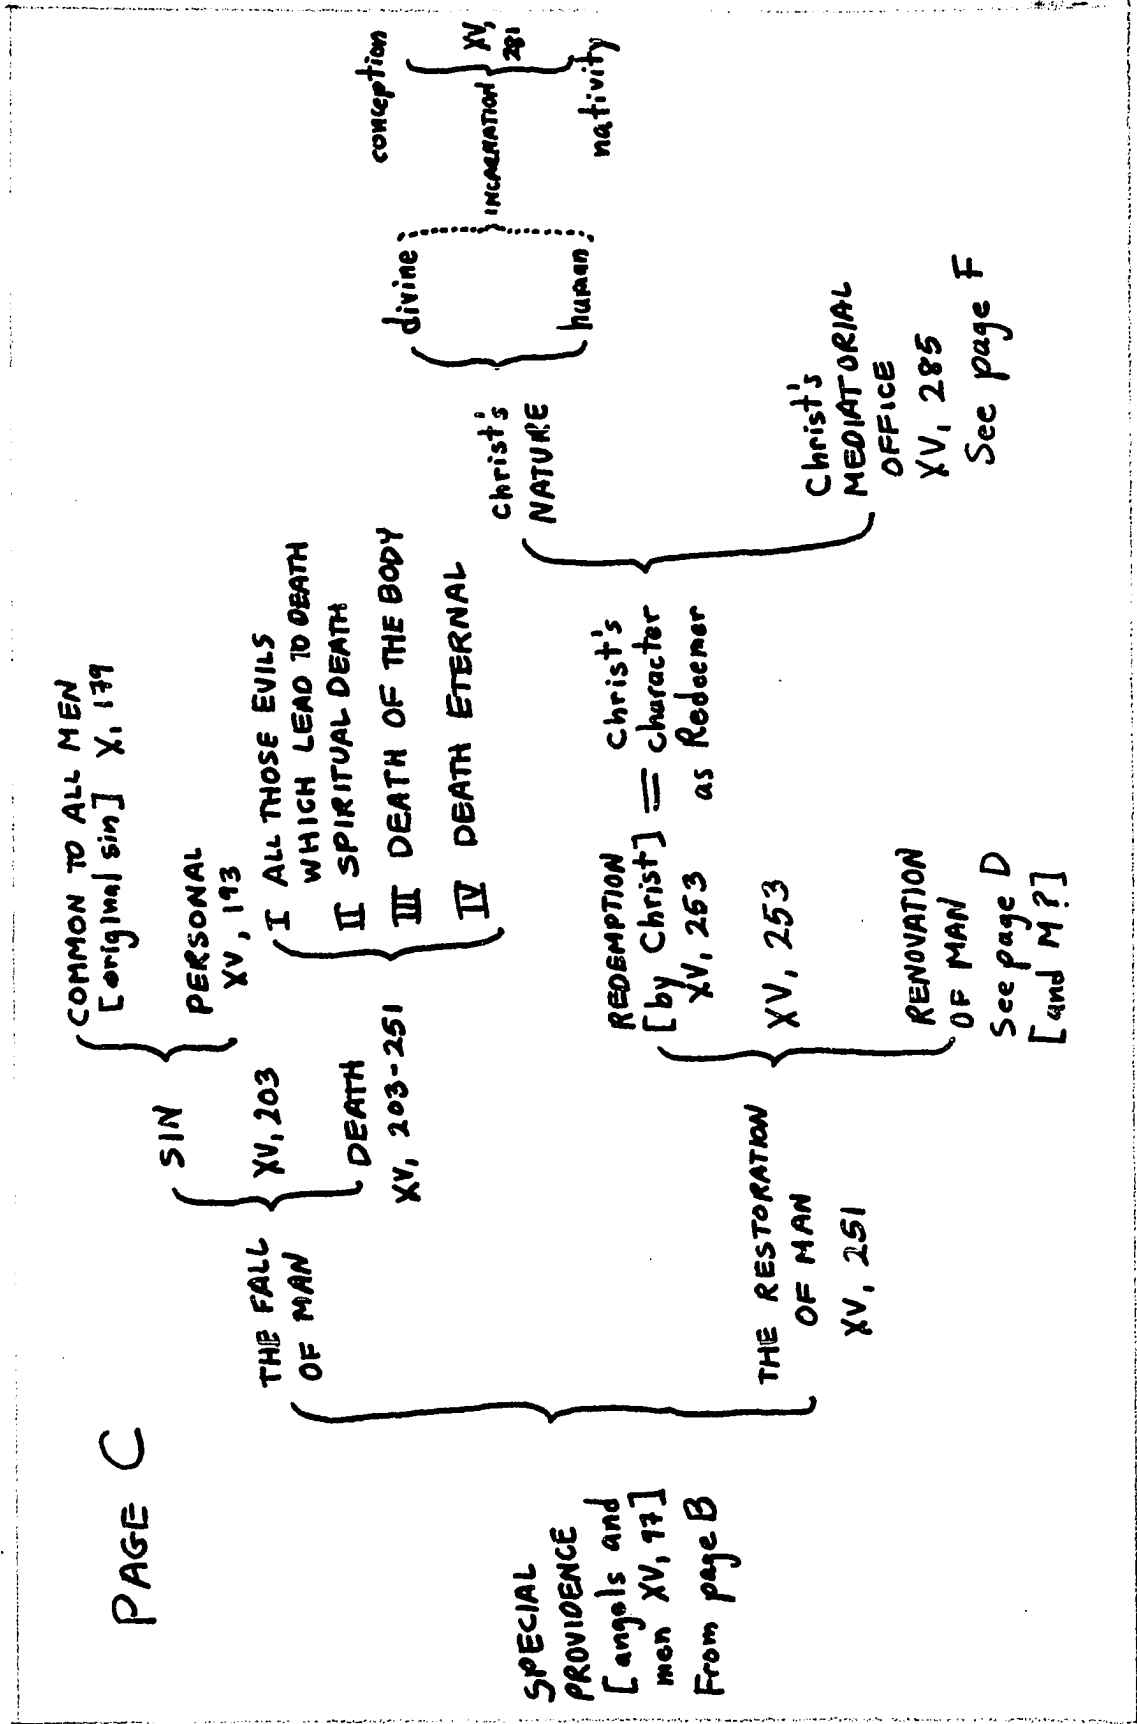 PAGE C
SPECIAL
PROVIDENCE
[angels and
men XV, 97]
From page B
THE FALL
OF MAN
SIN
XV, 203
DEATH
XV, 203-251
COMMON TO ALL MEN
[original sin] X, 179
PERSONAL
XV, 193
I ALL THOSE EVILS
WHICH LEAD TO DEATH
II SPIRITUAL DEATH
III DEATH OF THE BODY
IV DEATH ETERNAL
THE RESTORATION
OF MAN
XV, 251
REDEMPTION
[by Christ] =
XV, 253
XV, 253
RENOVATION
OF MAN
See page D
[and M?]
Christ's
character
as Redeemer
Christ's
NATURE
divine
human
INCARNATION
conception
XV,
281
nativity
Christ's
MEDIATORIAL
OFFICE
XV, 285
See page F